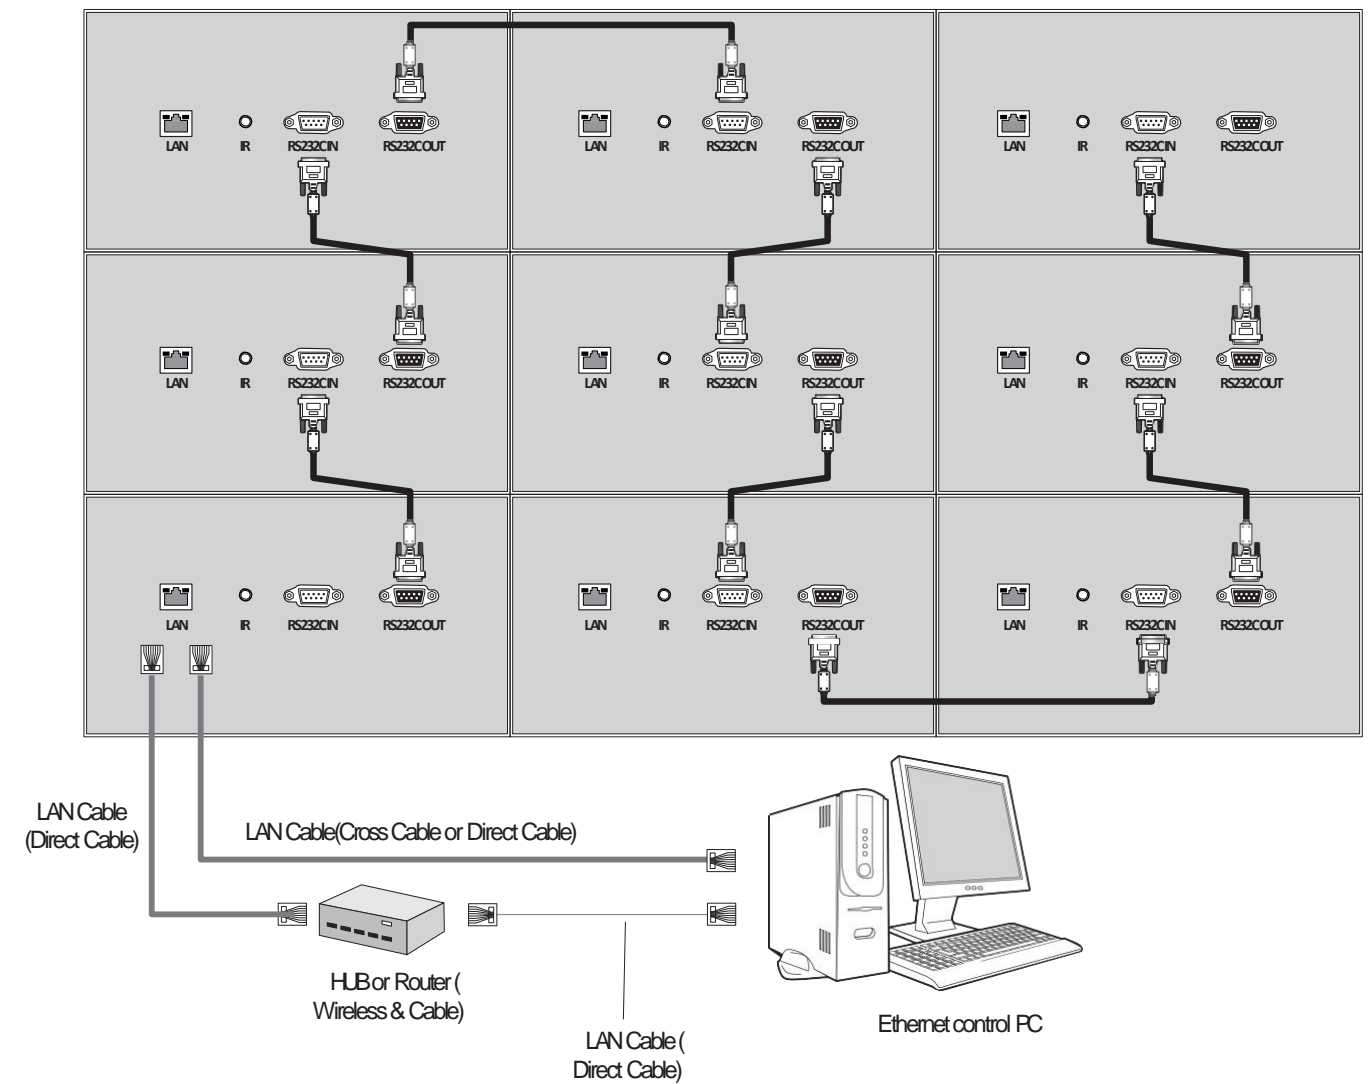 LAN IR RS232CIN RS232COUT LAN IR RS232CIN RS232COUT LAN IR RS232CIN RS232COUT
LAN IR RS232CIN RS232COUT LAN IR RS232CIN RS232COUT LAN IR RS232CIN RS232COUT
LAN IR RS232CIN RS232COUT LAN IR RS232CIN RS232COUT LAN IR RS232CIN RS232COUT
LAN Cable
(Direct Cable)
LAN Cable(Cross Cable or Direct Cable)
HUB or Router (
Wireless & Cable)
LAN Cable (
Direct Cable)
Ethernet control PC